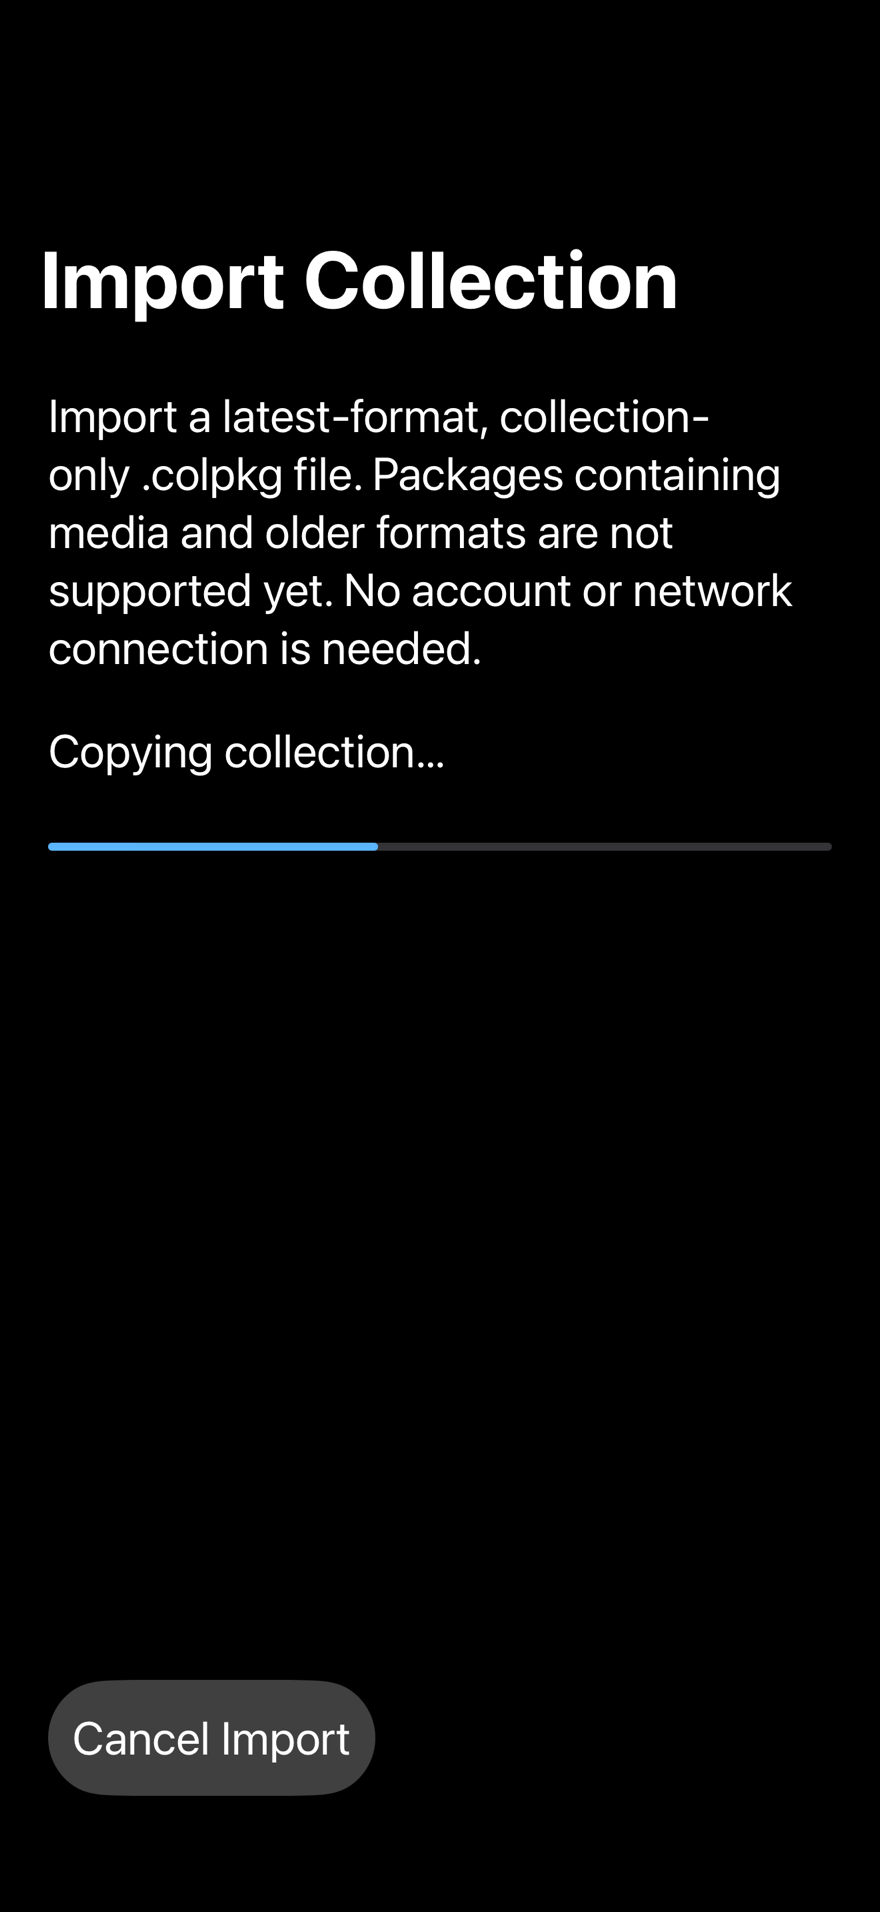 Import Collection
Import a latest-format, collection-
only .colpkg file. Packages containing
media and older formats are not
supported yet. No account or network
connection is needed.
Copying collection...
Cancel Import